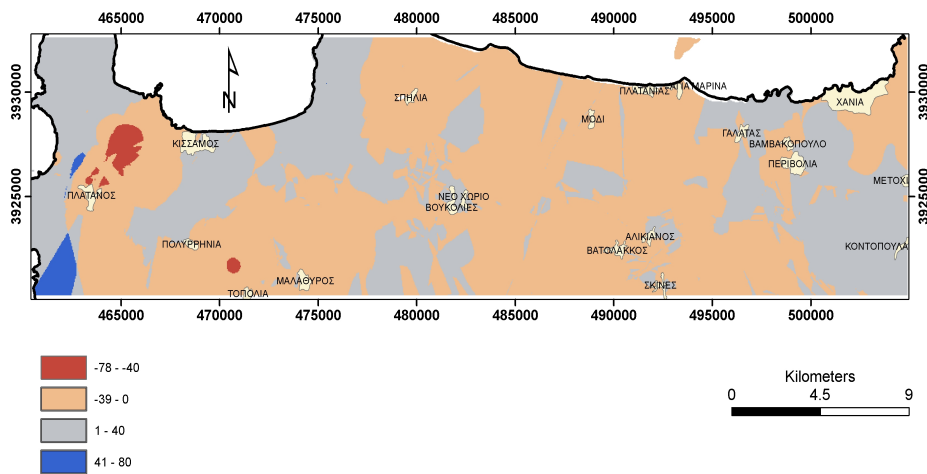 465000 470000 475000 480000 485000 490000 495000 500000
3930000
3930000
N
ΣΠΗΛΙΑ
ΠΛΑΤΑΝΙΑΣ
ΑΓΙΑ ΜΑΡΙΝΑ
ΧΑΝΙΑ
ΜΟΔΙ
ΓΑΛΑΤΑΣ
ΚΙΣΣΑΜΟΣ
ΒΑΜΒΑΚΟΠΟΥΛΟ
ΠΕΡΙΒΟΛΙΑ
ΜΕΤΟΧΙ
3925000
3925000
ΠΛΑΤΑΝΟΣ
ΝΕΟ ΧΩΡΙΟ
ΒΟΥΚΟΛΙΕΣ
ΑΛΙΚΙΑΝΟΣ
ΠΟΛΥΡΡΗΝΙΑ
ΒΑΤΟΛΑΚΚΟΣ
ΚΟΝΤΟΠΟΥΛΑ
ΜΑΛΑΘΥΡΟΣ
ΣΚΙΝΕΣ
ΤΟΠΟΛΙΑ
465000 470000 475000 480000 485000 490000 495000 500000
-78 - -40
-39 - 0
1 - 40
41 - 80
Kilometers
0 4.5 9